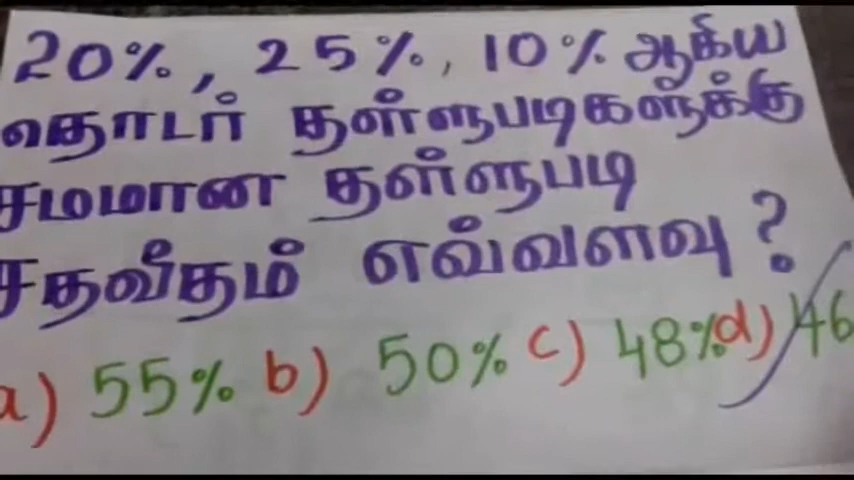 20%, 25%, 10% ஆகிய
தொடர் தள்ளுபடிகளுக்கு
சமமான தள்ளுபடி
சதவீதம் எவ்வளவு?
a) 55% b) 50% c) 48% d) 46